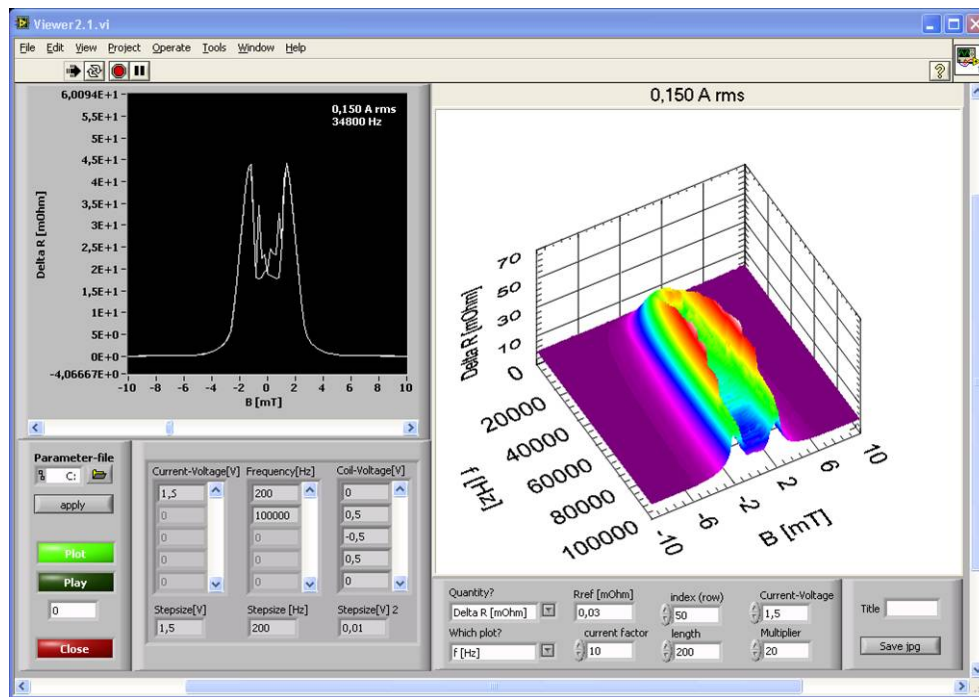 Viewer2.1.vi
File Edit View Project Operate Tools Window Help
6,0094E+1
5,5E+1
5E+1
4,5E+1
4E+1
3,5E+1
3E+1
2,5E+1
2E+1
1,5E+1
1E+1
5E+0
0E+0
-4,06667E+0
Delta R [mOhm]
0,150 A rms
34800 Hz
-10 -8 -6 -4 -2 0 2 4 6 8 10
B [mT]
0,150 A rms
70
50
30
10
Delta R [mOhm]
0
20000
40000
60000
80000
100000
f [Hz]
-10 -6 -2 2 6 10
B [mT]
Parameter-file
C:
apply
Plot
Play
0
Close
Current-Voltage[V] Frequency[Hz] Coil-Voltage[V]
1,5 200 0
0 100000 0,5
0 0 -0,5
0 0 0,5
0 0 0
Stepsize[V] Stepsize [Hz] Stepsize[V] 2
1,5 200 0,01
Quantity? Rref [mOhm] index (row) Current-Voltage
Delta R [mOhm] 0,03 50 1,5
Which plot? current factor length Multiplier
f [Hz] 10 200 20
Title
Save jpg